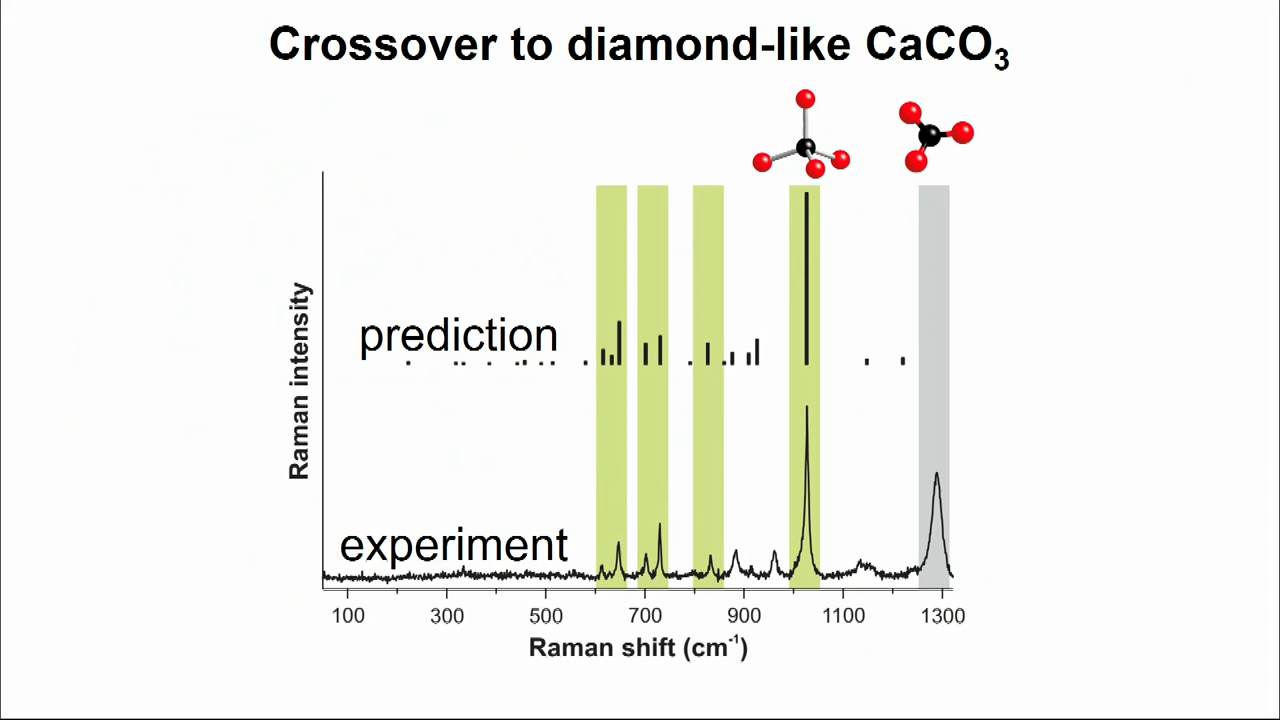 Crossover to diamond-like CaCO₃
prediction
Raman intensity
experiment
100 300 500 700 900 1100 1300
Raman shift (cm⁻¹)